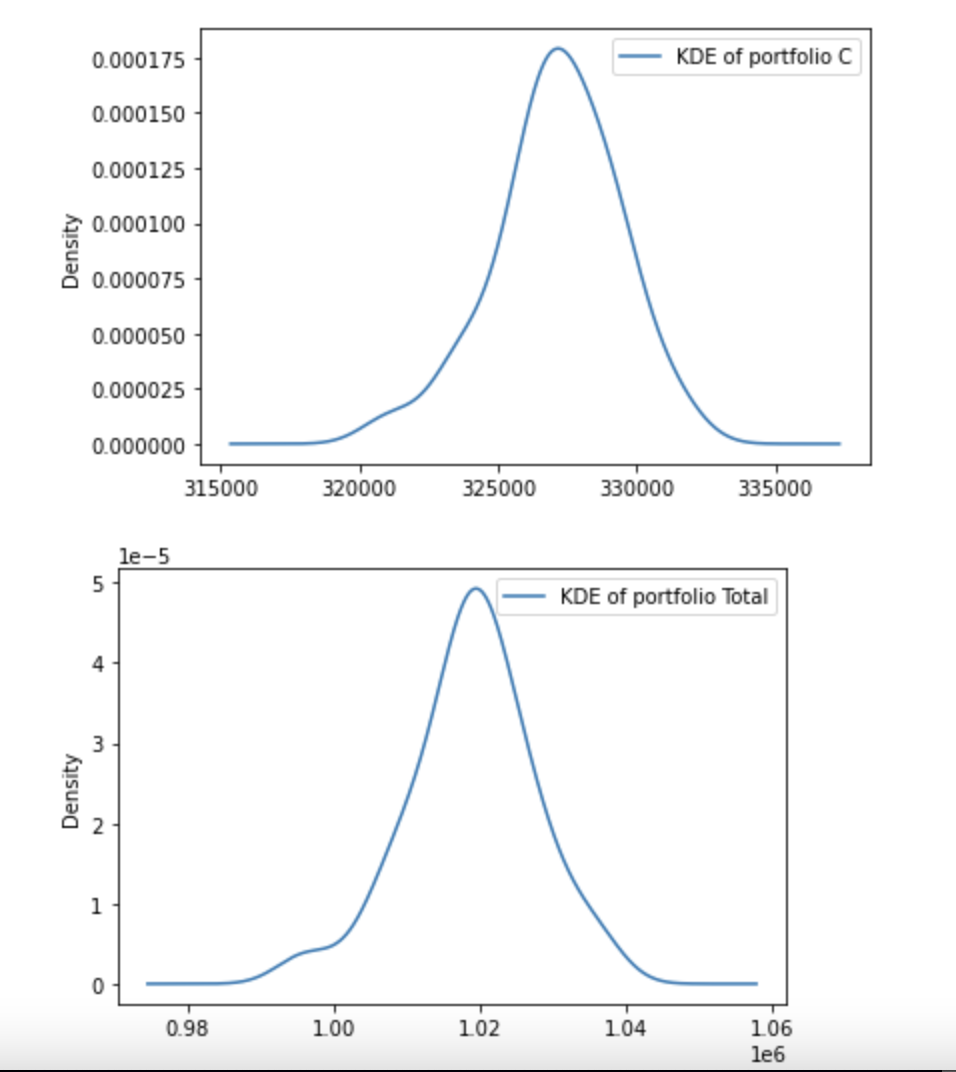 KDE of portfolio C
0.000175
0.000150
0.000125
0.000100
0.000075
0.000050
0.000025
0.000000
Density
315000 320000 325000 330000 335000
1e−5
KDE of portfolio Total
5
4
3
2
1
0
Density
0.98 1.00 1.02 1.04 1.06
1e6